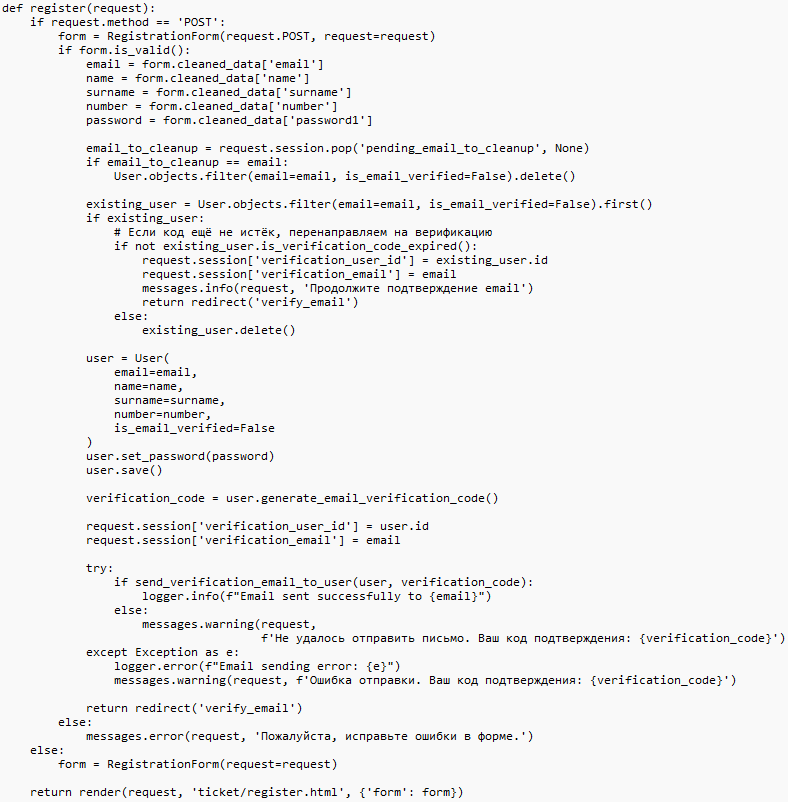 def register(request):
    if request.method == 'POST':
        form = RegistrationForm(request.POST, request=request)
        if form.is_valid():
            email = form.cleaned_data['email']
            name = form.cleaned_data['name']
            surname = form.cleaned_data['surname']
            number = form.cleaned_data['number']
            password = form.cleaned_data['password1']

            email_to_cleanup = request.session.pop('pending_email_to_cleanup', None)
            if email_to_cleanup == email:
                User.objects.filter(email=email, is_email_verified=False).delete()

            existing_user = User.objects.filter(email=email, is_email_verified=False).first()
            if existing_user:
                # Если код ещё не истёк, перенаправляем на верификацию
                if not existing_user.is_verification_code_expired():
                    request.session['verification_user_id'] = existing_user.id
                    request.session['verification_email'] = email
                    messages.info(request, 'Продолжите подтверждение email')
                    return redirect('verify_email')
                else:
                    existing_user.delete()

            user = User(
                email=email,
                name=name,
                surname=surname,
                number=number,
                is_email_verified=False
            )
            user.set_password(password)
            user.save()

            verification_code = user.generate_email_verification_code()

            request.session['verification_user_id'] = user.id
            request.session['verification_email'] = email

            try:
                if send_verification_email_to_user(user, verification_code):
                    logger.info(f"Email sent successfully to {email}")
                else:
                    messages.warning(request,
                                     f'Не удалось отправить письмо. Ваш код подтверждения: {verification_code}')
            except Exception as e:
                logger.error(f"Email sending error: {e}")
                messages.warning(request, f'Ошибка отправки. Ваш код подтверждения: {verification_code}')

            return redirect('verify_email')
        else:
            messages.error(request, 'Пожалуйста, исправьте ошибки в форме.')
    else:
        form = RegistrationForm(request=request)

    return render(request, 'ticket/register.html', {'form': form})